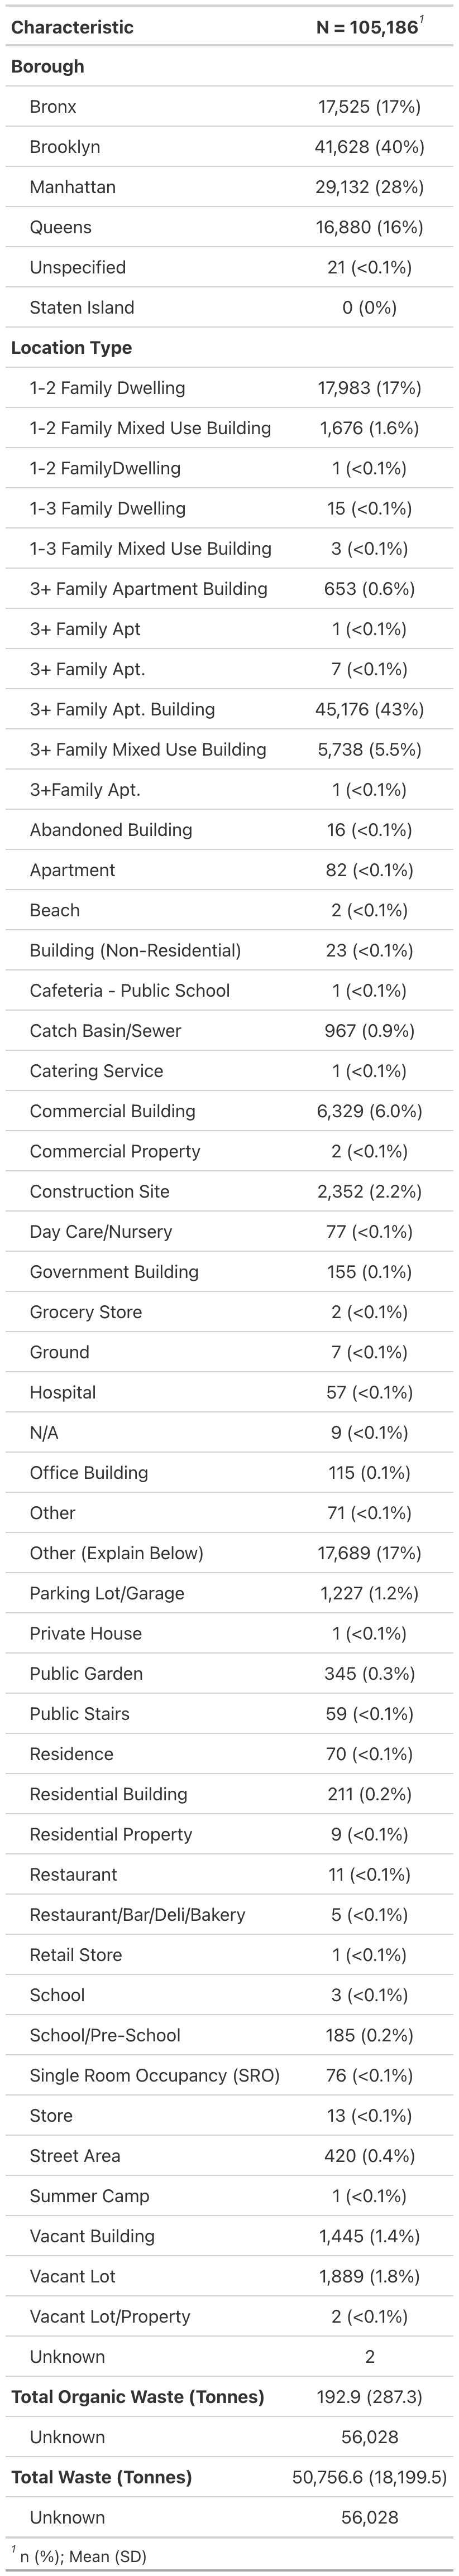 Characteristic N = 105,186¹
Borough
Bronx 17,525 (17%)
Brooklyn 41,628 (40%)
Manhattan 29,132 (28%)
Queens 16,880 (16%)
Unspecified 21 (<0.1%)
Staten Island 0 (0%)
Location Type
1-2 Family Dwelling 17,983 (17%)
1-2 Family Mixed Use Building 1,676 (1.6%)
1-2 FamilyDwelling 1 (<0.1%)
1-3 Family Dwelling 15 (<0.1%)
1-3 Family Mixed Use Building 3 (<0.1%)
3+ Family Apartment Building 653 (0.6%)
3+ Family Apt 1 (<0.1%)
3+ Family Apt. 7 (<0.1%)
3+ Family Apt. Building 45,176 (43%)
3+ Family Mixed Use Building 5,738 (5.5%)
3+Family Apt. 1 (<0.1%)
Abandoned Building 16 (<0.1%)
Apartment 82 (<0.1%)
Beach 2 (<0.1%)
Building (Non-Residential) 23 (<0.1%)
Cafeteria - Public School 1 (<0.1%)
Catch Basin/Sewer 967 (0.9%)
Catering Service 1 (<0.1%)
Commercial Building 6,329 (6.0%)
Commercial Property 2 (<0.1%)
Construction Site 2,352 (2.2%)
Day Care/Nursery 77 (<0.1%)
Government Building 155 (0.1%)
Grocery Store 2 (<0.1%)
Ground 7 (<0.1%)
Hospital 57 (<0.1%)
N/A 9 (<0.1%)
Office Building 115 (0.1%)
Other 71 (<0.1%)
Other (Explain Below) 17,689 (17%)
Parking Lot/Garage 1,227 (1.2%)
Private House 1 (<0.1%)
Public Garden 345 (0.3%)
Public Stairs 59 (<0.1%)
Residence 70 (<0.1%)
Residential Building 211 (0.2%)
Residential Property 9 (<0.1%)
Restaurant 11 (<0.1%)
Restaurant/Bar/Deli/Bakery 5 (<0.1%)
Retail Store 1 (<0.1%)
School 3 (<0.1%)
School/Pre-School 185 (0.2%)
Single Room Occupancy (SRO) 76 (<0.1%)
Store 13 (<0.1%)
Street Area 420 (0.4%)
Summer Camp 1 (<0.1%)
Vacant Building 1,445 (1.4%)
Vacant Lot 1,889 (1.8%)
Vacant Lot/Property 2 (<0.1%)
Unknown 2
Total Organic Waste (Tonnes) 192.9 (287.3)
Unknown 56,028
Total Waste (Tonnes) 50,756.6 (18,199.5)
Unknown 56,028
¹ n (%); Mean (SD)